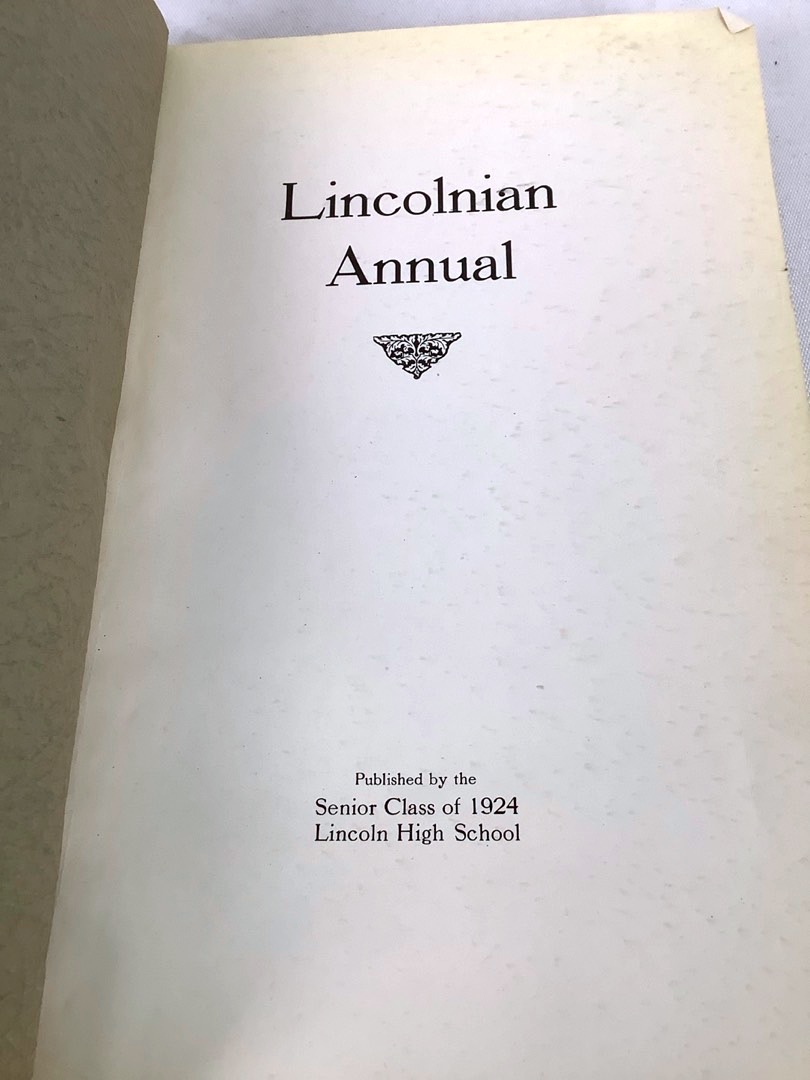 Lincolnian
Annual
Published by the
Senior Class of 1924
Lincoln High School